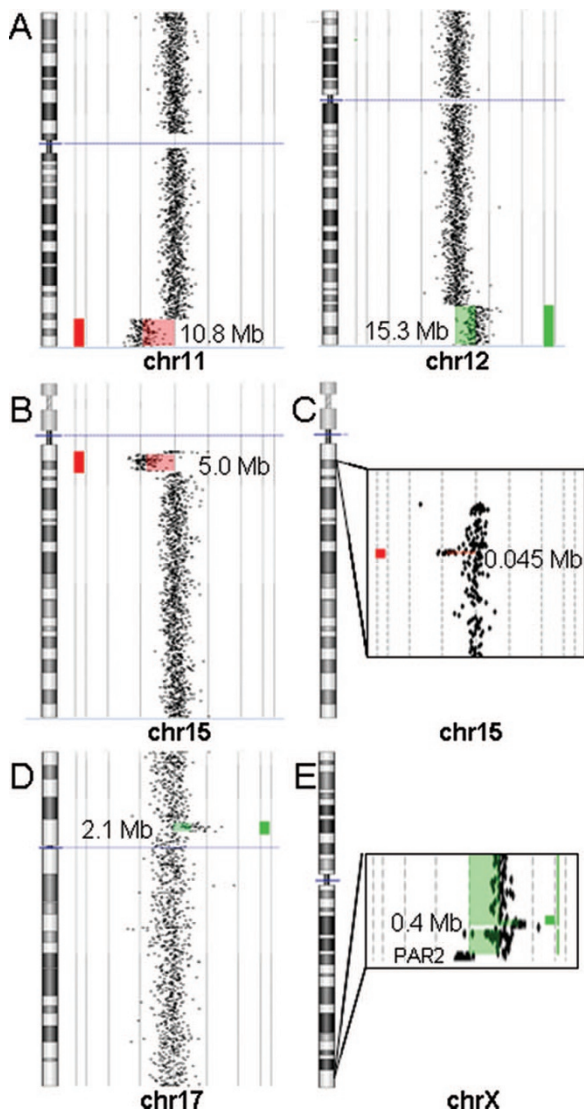 A
10.8 Mb
chr11
15.3 Mb
chr12
B
5.0 Mb
chr15
C
0.045 Mb
chr15
D
2.1 Mb
chr17
E
0.4 Mb
PAR2
chrX